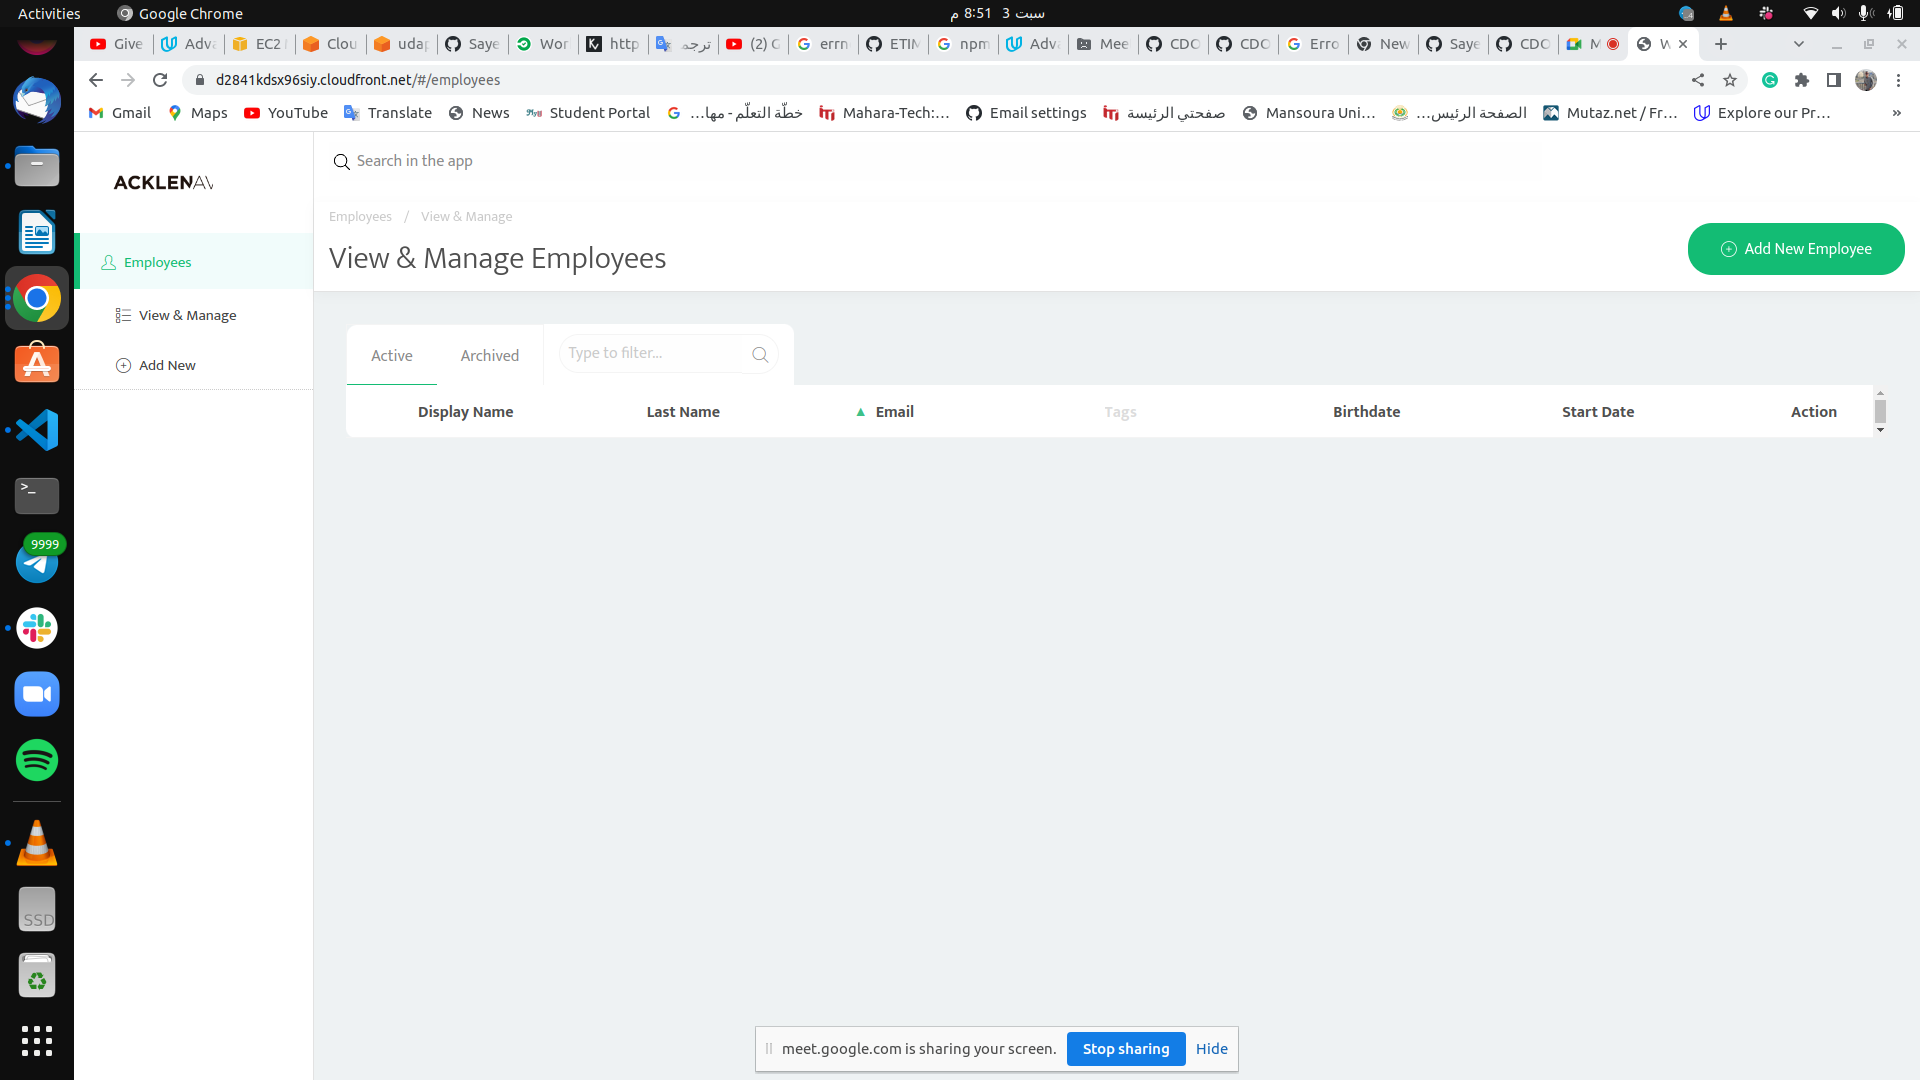 Activities
Google Chrome
سبت 3 8:51 م
Give
Adva
EC2
Clou
udap
Saye
Wor
http
ترجمة
(2) G
errn
ETIM
npm
Adva
Mee
CDO
CDO
Erro
New
Saye
CDO
M
W
d2841kdsx96siy.cloudfront.net/#/employees
Gmail
Maps
YouTube
Translate
News
Student Portal
خطّة التعلّم - مها...
Mahara-Tech:...
Email settings
صفحتي الرئيسة
Mansoura Uni...
الصفحة الرئيس...
Mutaz.net / Fr...
Explore our Pr...
»
ACKLENAV
Search in the app
Employees / View & Manage
View & Manage Employees
Add New Employee
Employees
View & Manage
Add New
Active
Archived
Type to filter...
Display Name
Last Name
Email
Tags
Birthdate
Start Date
Action
9999
SSD
meet.google.com is sharing your screen.
Stop sharing
Hide